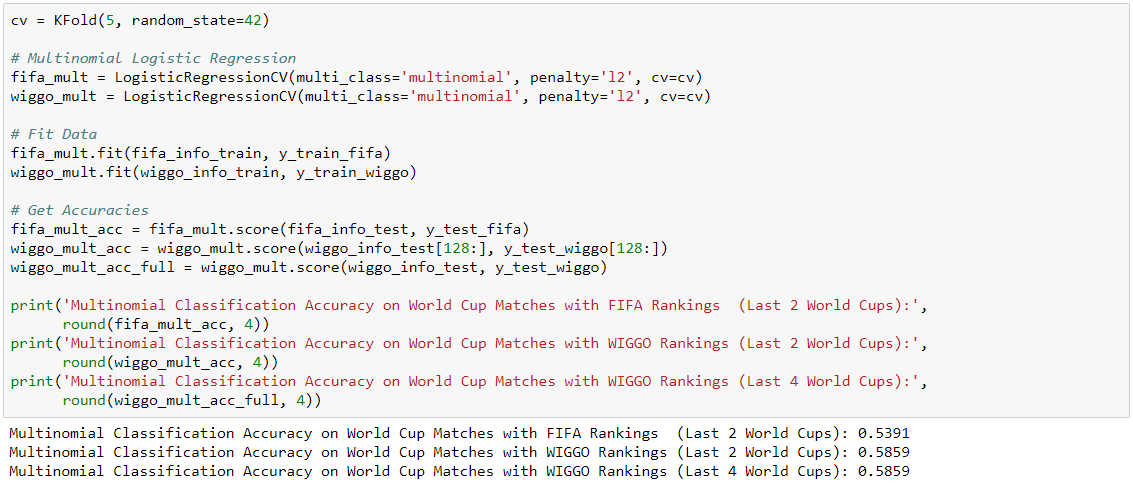 cv = KFold(5, random_state=42)
# Multinomial Logistic Regression
fifa_mult = LogisticRegressionCV(multi_class='multinomial', penalty='l2', cv=cv)
wiggo_mult = LogisticRegressionCV(multi_class='multinomial', penalty='l2', cv=cv)
# Fit Data
fifa_mult.fit(fifa_info_train, y_train_fifa)
wiggo_mult.fit(wiggo_info_train, y_train_wiggo)
# Get Accuracies
fifa_mult_acc = fifa_mult.score(fifa_info_test, y_test_fifa)
wiggo_mult_acc = wiggo_mult.score(wiggo_info_test[128:], y_test_wiggo[128:])
wiggo_mult_acc_full = wiggo_mult.score(wiggo_info_test, y_test_wiggo)
print('Multinomial Classification Accuracy on World Cup Matches with FIFA Rankings  (Last 2 World Cups):',
      round(fifa_mult_acc, 4))
print('Multinomial Classification Accuracy on World Cup Matches with WIGGO Rankings (Last 2 World Cups):',
      round(wiggo_mult_acc, 4))
print('Multinomial Classification Accuracy on World Cup Matches with WIGGO Rankings (Last 4 World Cups):',
      round(wiggo_mult_acc_full, 4))
Multinomial Classification Accuracy on World Cup Matches with FIFA Rankings  (Last 2 World Cups): 0.5391
Multinomial Classification Accuracy on World Cup Matches with WIGGO Rankings (Last 2 World Cups): 0.5859
Multinomial Classification Accuracy on World Cup Matches with WIGGO Rankings (Last 4 World Cups): 0.5859